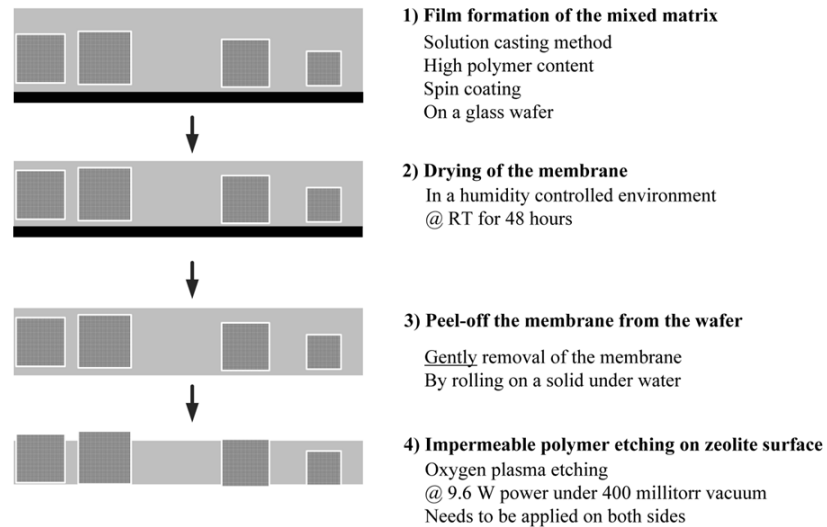 1) Film formation of the mixed matrix
Solution casting method
High polymer content
Spin coating
On a glass wafer
2) Drying of the membrane
In a humidity controlled environment
@ RT for 48 hours
3) Peel-off the membrane from the wafer
Gently removal of the membrane
By rolling on a solid under water
4) Impermeable polymer etching on zeolite surface
Oxygen plasma etching
@ 9.6 W power under 400 millitorr vacuum
Needs to be applied on both sides